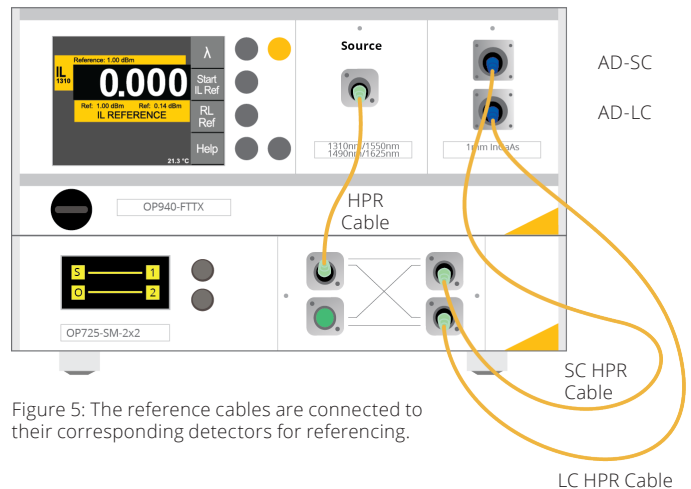 Reference: 1.00 dBm
IL
1310
0.000
Ref: 1.00 dBm Ref: 0.14 dBm
IL REFERENCE
21.3 °C
λ
Start
IL Ref
RL
Ref
Help
Source
1310nm/1550nm
1490nm/1625nm
1mm IndaAs
AD-SC
AD-LC
OP940-FTTX
HPR
Cable
S 1
O 2
OP725-SM-2x2
SC HPR
Cable
LC HPR Cable
Figure 5: The reference cables are connected to
their corresponding detectors for referencing.